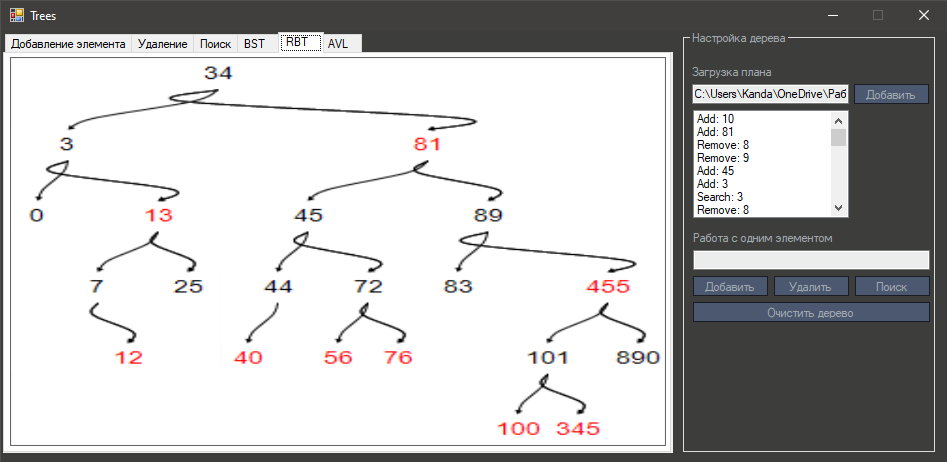 Trees
Добавление элемента Удаление Поиск BST RBT AVL
34
3 81
0 13 45 89
7 25 44 72 83 455
12 40 56 76 101 890
100 345
Настройка дерева
Загрузка плана
C:\Users\Kanda\OneDrive\Раб Добавить
Add: 10
Add: 81
Remove: 8
Remove: 9
Add: 45
Add: 3
Search: 3
Remove: 8
Работа с одним элементом
Добавить Удалить Поиск
Очистить дерево